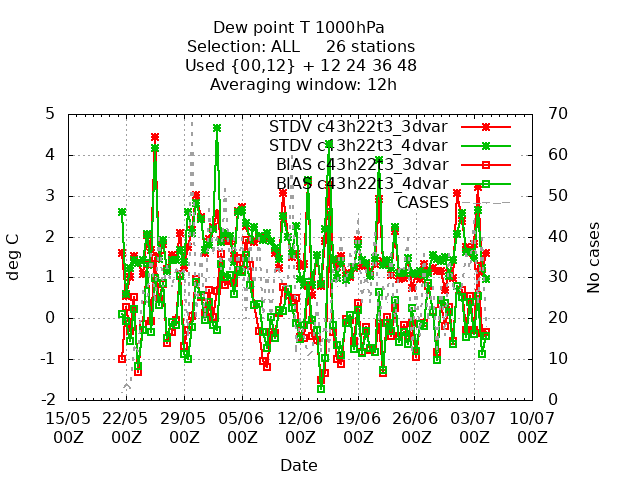 Dew point T 1000hPa
Selection: ALL 26 stations
Used {00,12} + 12 24 36 48
Averaging window: 12h
STDV c43h22t3_3dvar
STDV c43h22t3_4dvar
BIAS c43h22t3_3dvar
BIAS c43h22t3_4dvar
CASES
deg C
5
4
3
2
1
0
-1
-2
No cases
70
60
50
40
30
20
10
0
15/05 22/05 29/05 05/06 12/06 19/06 26/06 03/07 10/07
00Z 00Z 00Z 00Z 00Z 00Z 00Z 00Z 00Z
Date